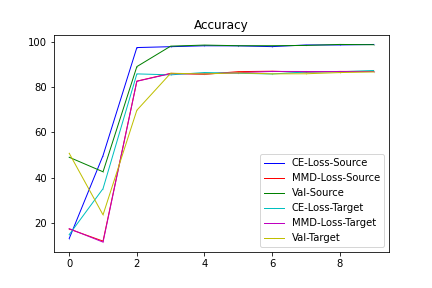 Accuracy
100
80
60
40
20
CE-Loss-Source
MMD-Loss-Source
Val-Source
CE-Loss-Target
MMD-Loss-Target
Val-Target
0 2 4 6 8